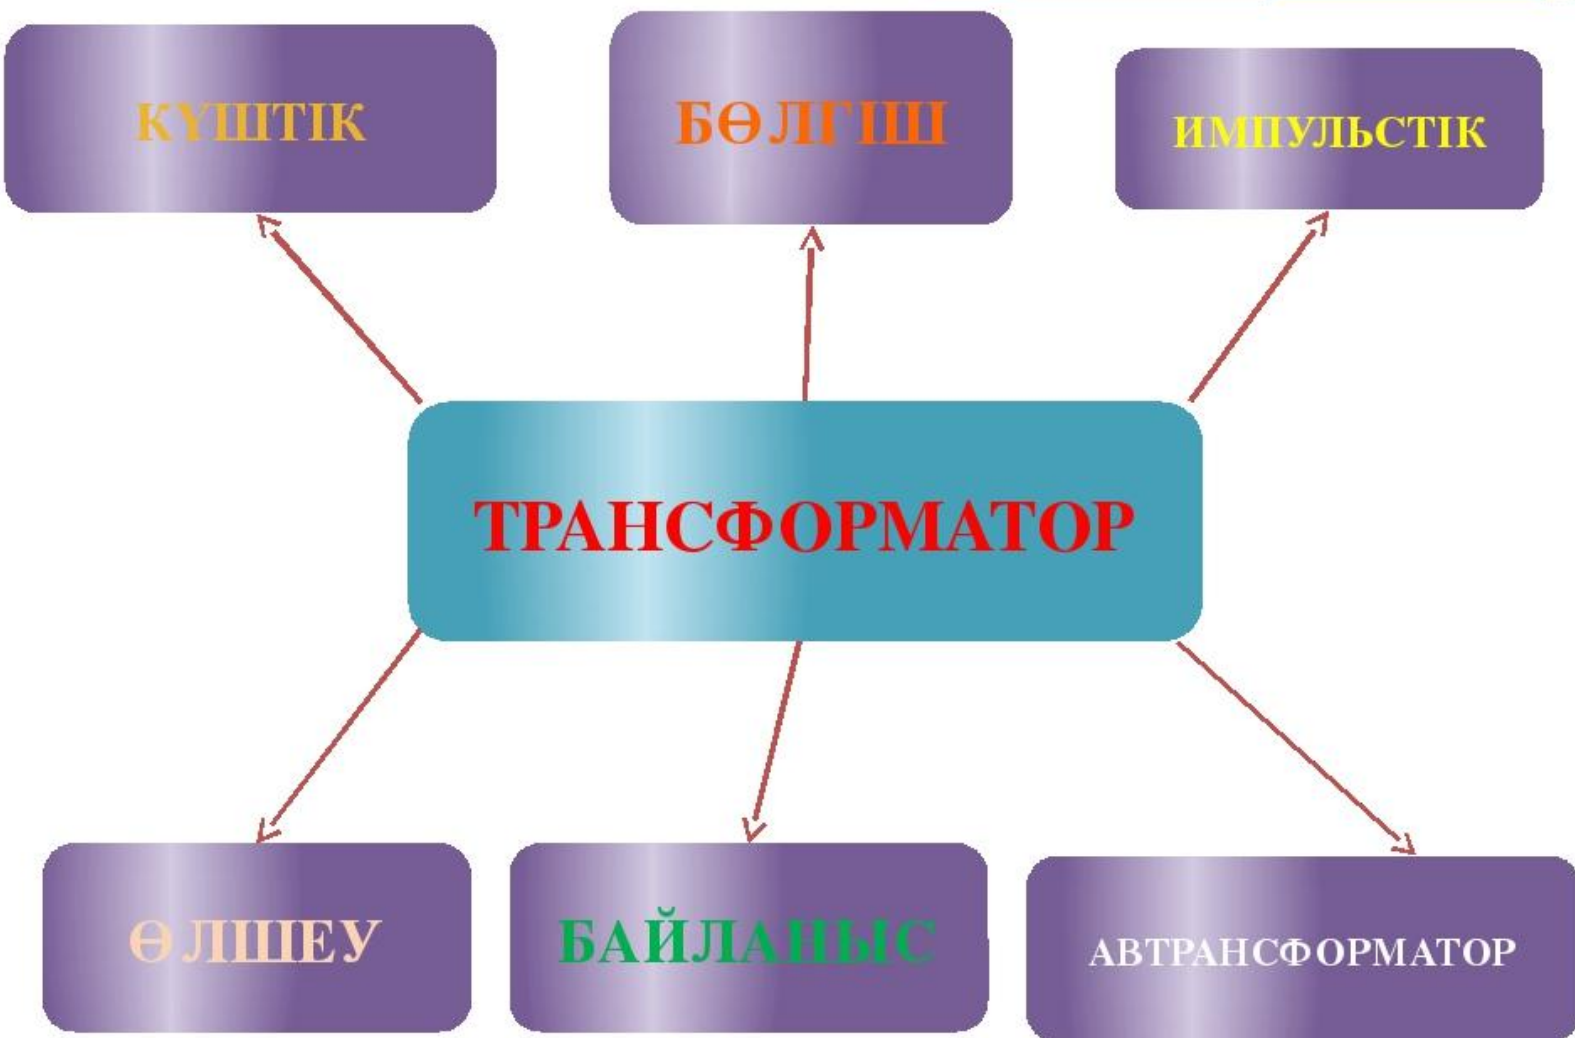 КҮШТІК
БӨЛГІШ
ИМПУЛЬСТІК
ТРАНСФОРМАТОР
ӨЛШЕУ
БАЙЛАНЫС
АВТРАНСФОРМАТОР